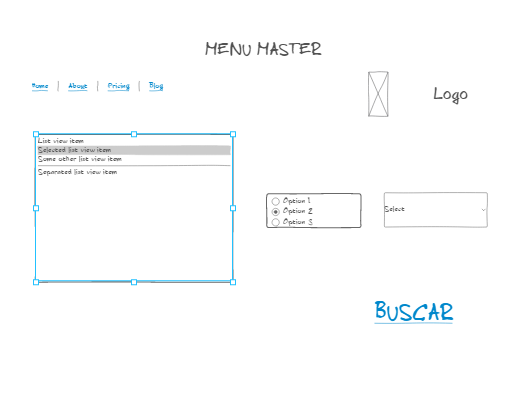 MENU MASTER
Home | About | Pricing | Blog
Logo
List view item
Selected list view item
Some other list view item
Separated list view item
Option 1
Option 2
Option 3
Select
BUSCAR